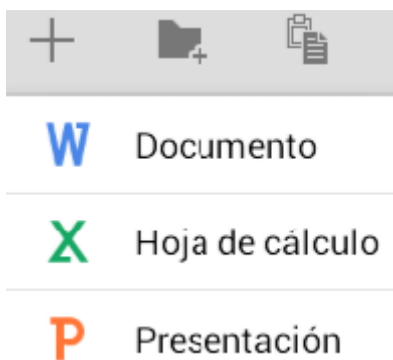 W Documento
X Hoja de cálculo
P Presentación